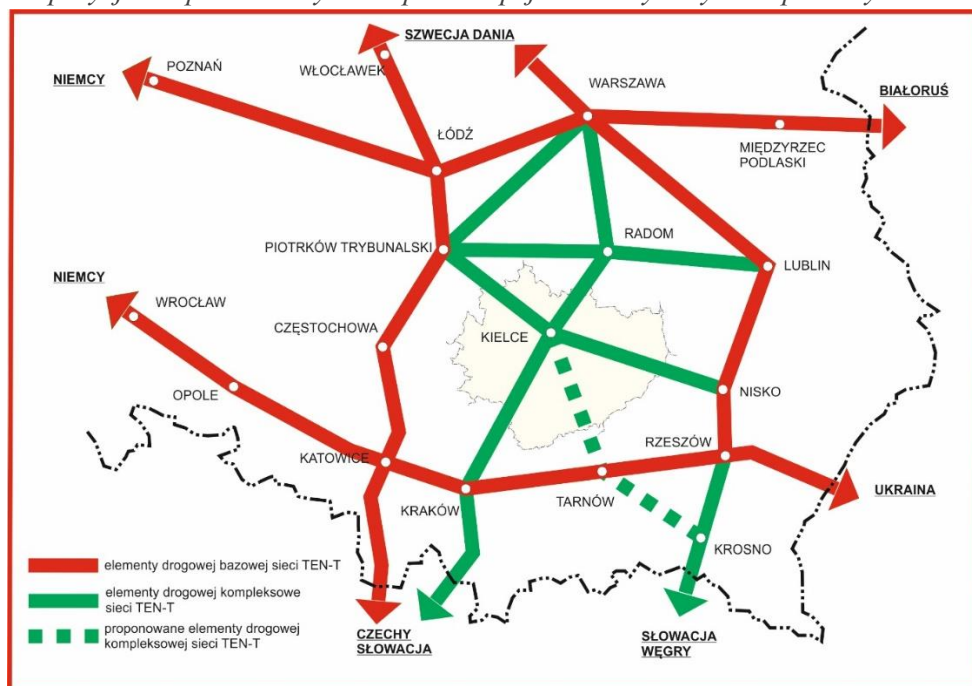 SZWECJA DANIA
POZNAŃ
WŁOCŁAWEK
NIEMCY
WARSZAWA
BIAŁORUŚ
ŁÓDŹ
MIĘDZYRZEC
PODLASKI
PIOTRKÓW TRYBUNALSKI
RADOM
LUBLIN
NIEMCY
WROCŁAW
CZĘSTOCHOWA
KIELCE
OPOLE
NISKO
RZESZÓW
KATOWICE
KRAKÓW
TARNÓW
UKRAINA
KROSNO
elementy drogowej bazowej sieci TEN-T
elementy drogowej kompleksowe
sieci TEN-T
proponowane elementy drogowej
kompleksowej sieci TEN-T
CZECHY
SŁOWACJA
SŁOWACJA
WĘGRY